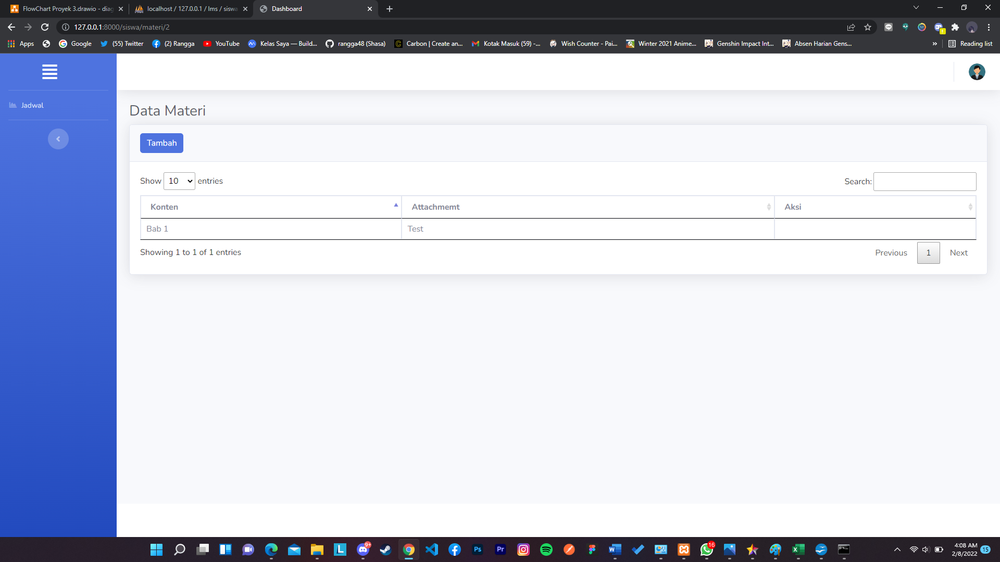 FlowChart Proyek 3.drawio - diag
localhost / 127.0.0.1 / lms / siswa
Dashboard
127.0.0.1:8000/siswa/materi/2
Apps
Google
(55) Twitter
(2) Rangga
YouTube
Kelas Saya — Build...
rangga48 (Shasa)
Carbon | Create an...
Kotak Masuk (59) -...
Wish Counter - Pai...
Winter 2021 Anime...
Genshin Impact Int...
Absen Harian Gens...
»
Reading list
Jadwal
Data Materi
Tambah
Show 10 entries
Search:
Konten
Attachmemt
Aksi
Bab 1
Test
Showing 1 to 1 of 1 entries
Previous
1
Next
L
9+
Ps
Pr
W
16
X
4:08 AM
2/8/2022
15